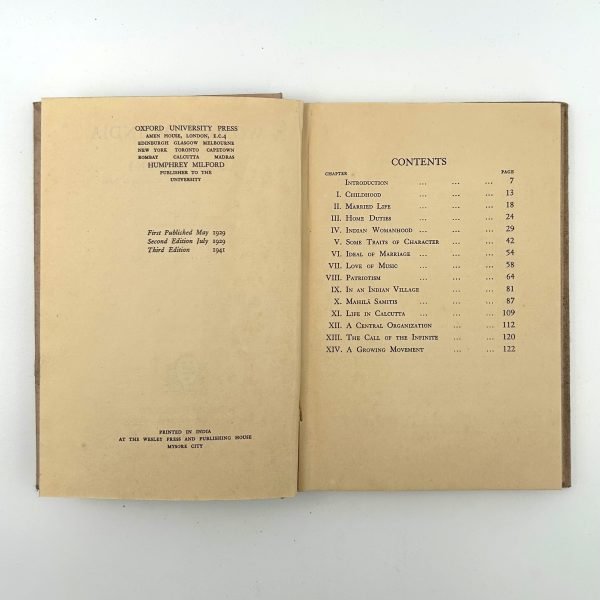 OXFORD UNIVERSITY PRESS
AMEN HOUSE, LONDON, E.C.4
EDINBURGH GLASGOW MELBOURNE
NEW YORK TORONTO CAPETOWN
BOMBAY CALCUTTA MADRAS
HUMPHREY MILFORD
PUBLISHER TO THE
UNIVERSITY
First Published May 1929
Second Edition July 1929
Third Edition 1941
PRINTED IN INDIA
AT THE WESLEY PRESS AND PUBLISHING HOUSE
MYSORE CITY
CONTENTS
CHAPTER PAGE
INTRODUCTION ... ... ... 7
I. CHILDHOOD ... ... ... 13
II. MARRIED LIFE ... ... ... 18
III. HOME DUTIES ... ... ... 24
IV. INDIAN WOMANHOOD ... ... ... 29
V. SOME TRAITS OF CHARACTER ... ... 42
VI. IDEAL OF MARRIAGE ... ... ... 54
VII. LOVE OF MUSIC ... ... ... 58
VIII. PATRIOTISM ... ... ... 64
IX. IN AN INDIAN VILLAGE ... ... 81
X. MAHILĀ SAMITIS ... ... ... 87
XI. LIFE IN CALCUTTA ... ... ... 109
XII. A CENTRAL ORGANIZATION ... ... 112
XIII. THE CALL OF THE INFINITE ... ... 120
XIV. A GROWING MOVEMENT ... ... 122